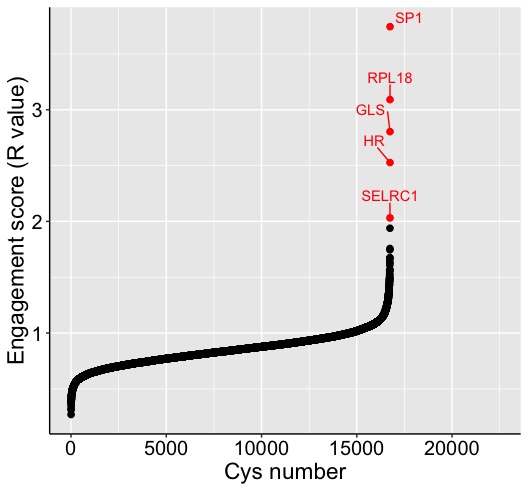 SP1
RPL18
GLS
HR
SELRC1
3
2
1
Engagement score (R value)
0 5000 10000 15000 20000
Cys number